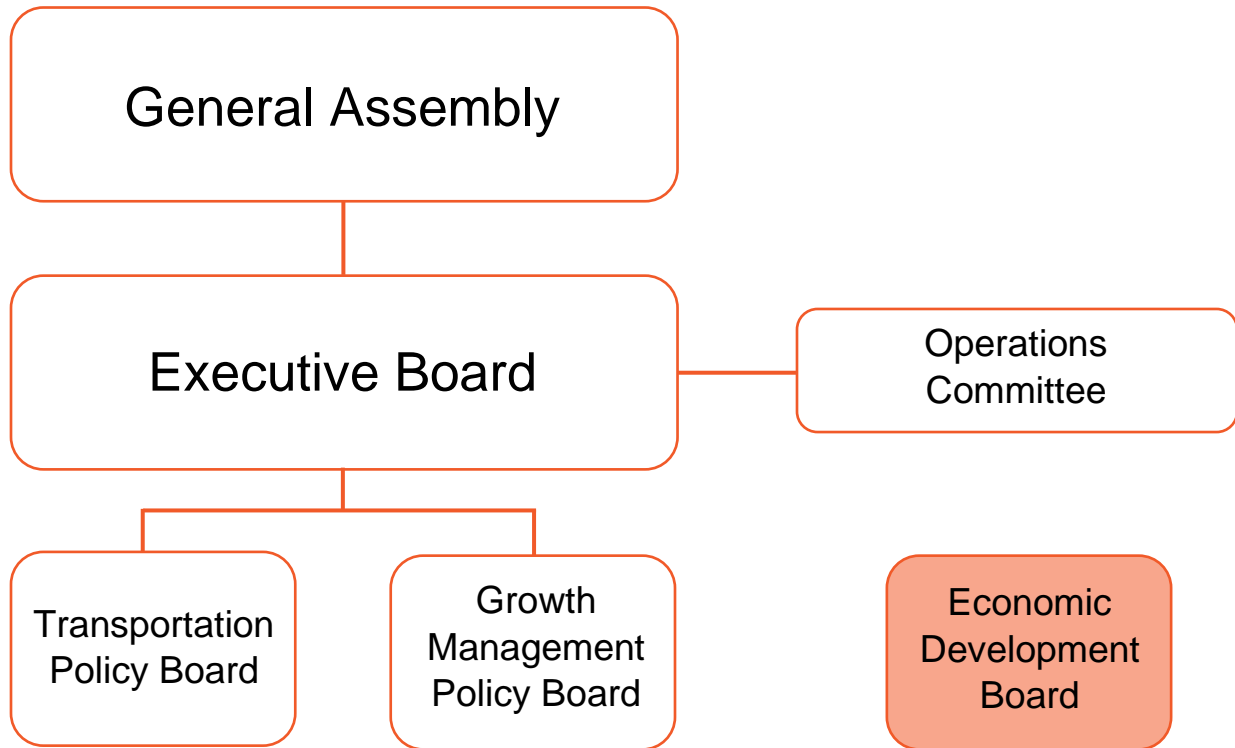 General Assembly
Executive Board
Operations
Committee
Transportation
Policy Board
Growth
Management
Policy Board
Economic
Development
Board